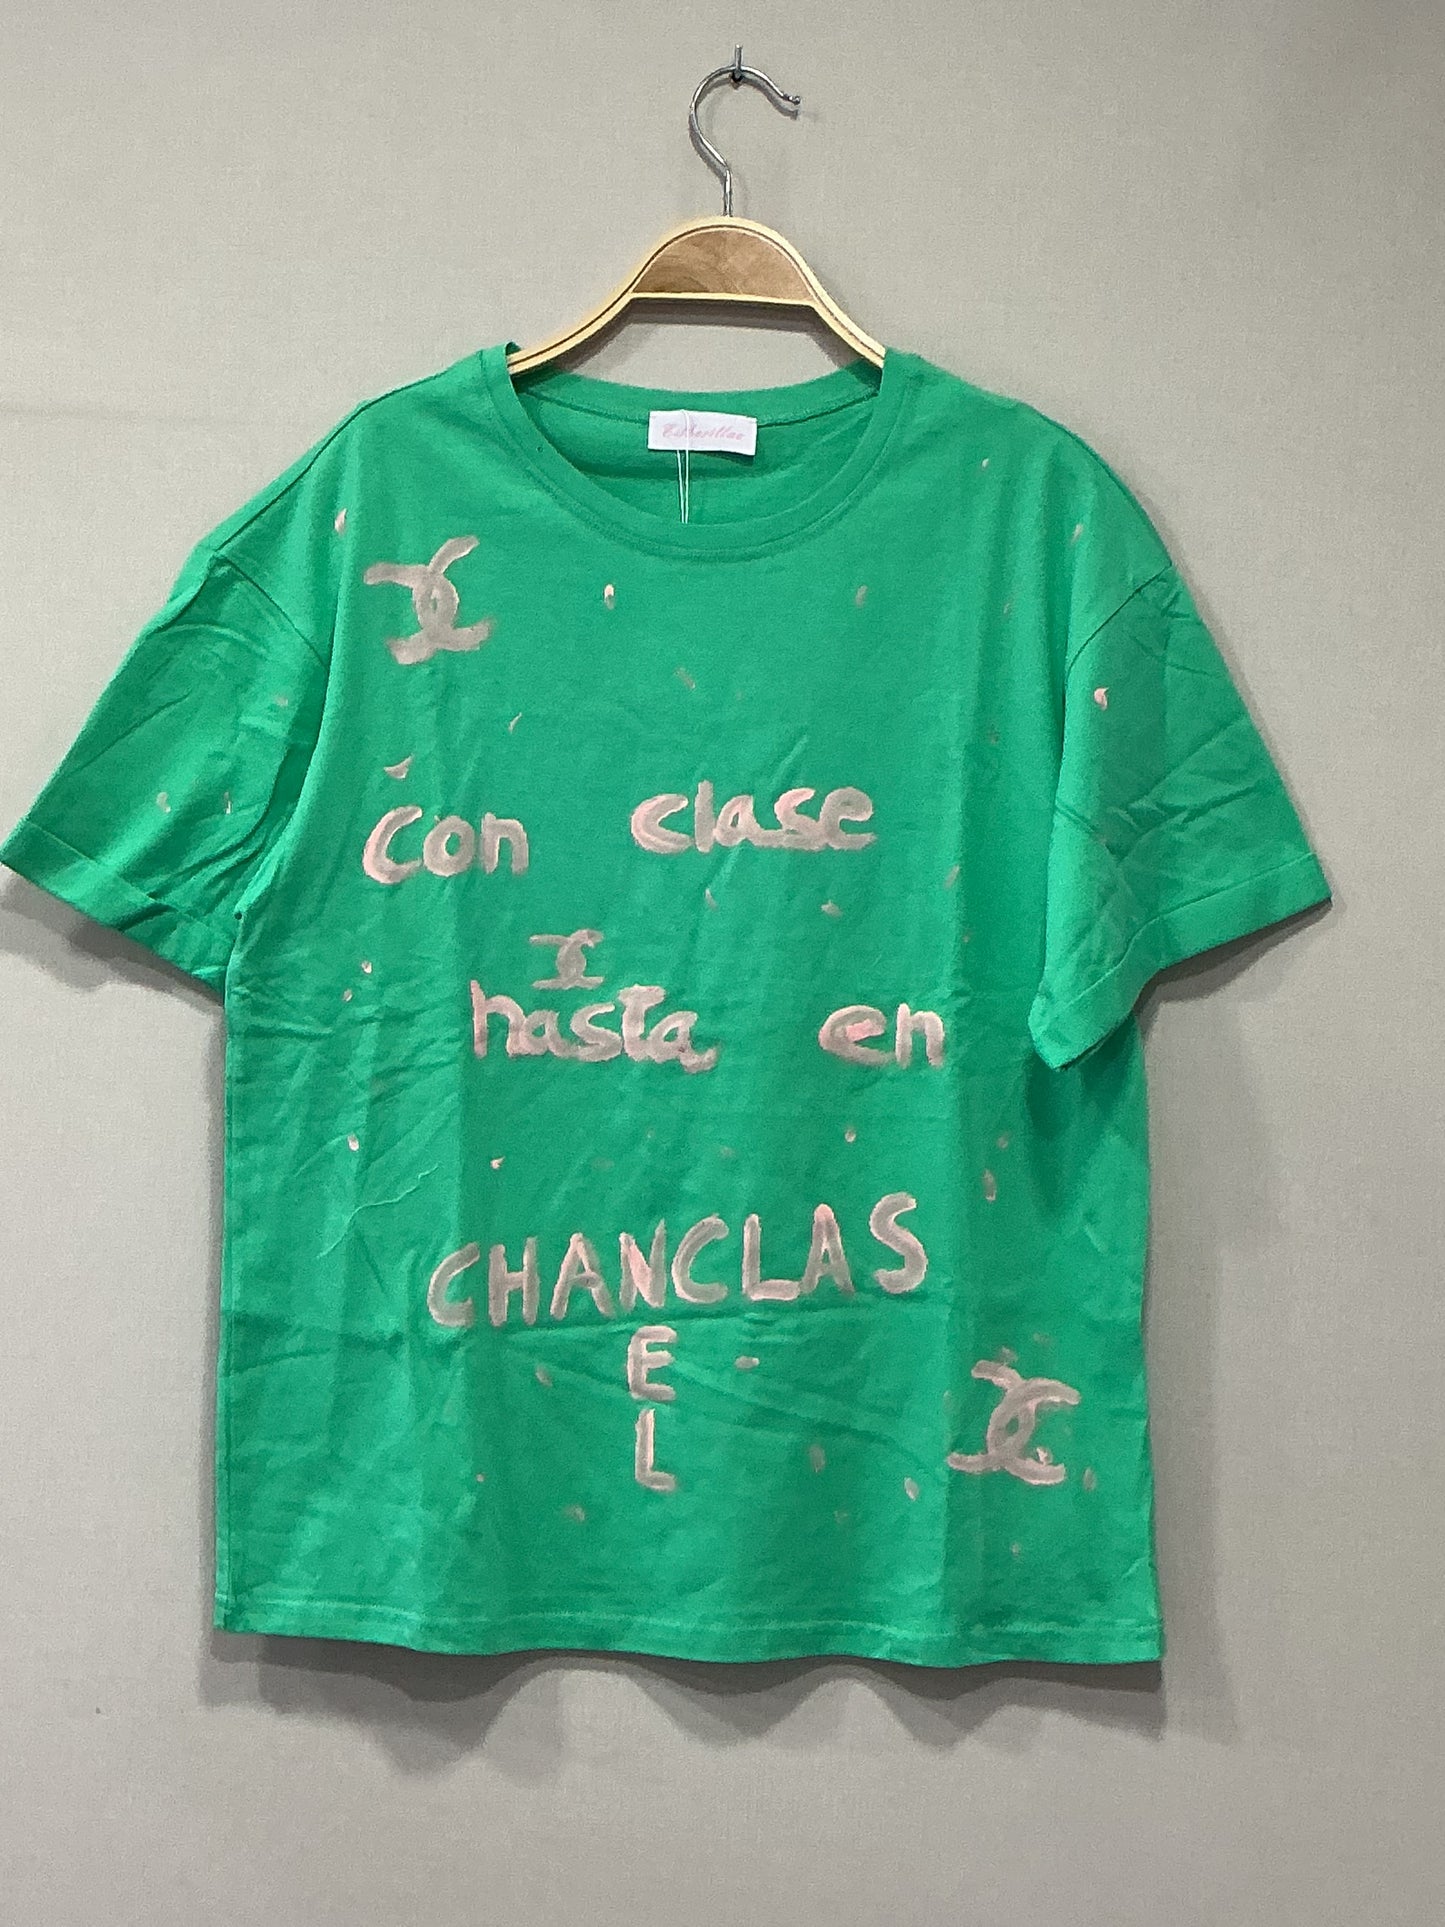 Con clase
hasta en
CHANCLAS
E
L